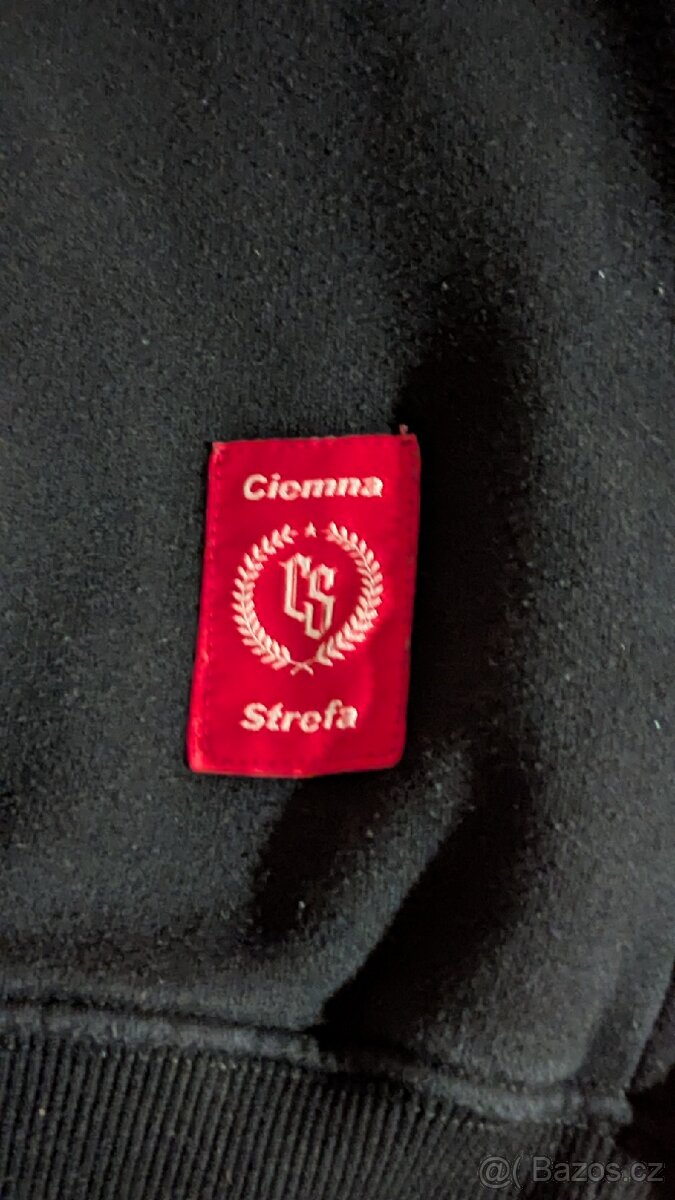 Ciemna
CS
Strefa
@( Bazos.cz